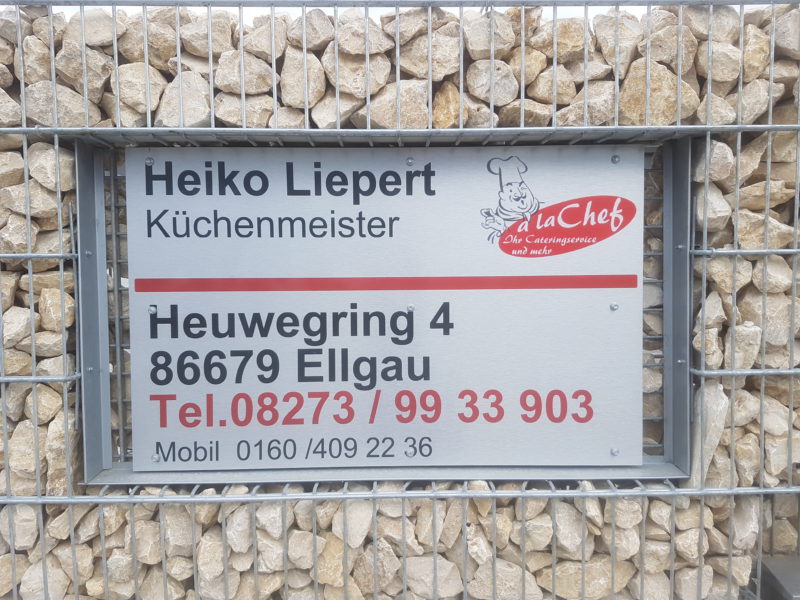 Heiko Liepert
Küchenmeister
à la Chef
Ihr Cateringservice
und mehr
Heuwegring 4
86679 Ellgau
Tel.08273 / 99 33 903
Mobil 0160 /409 22 36